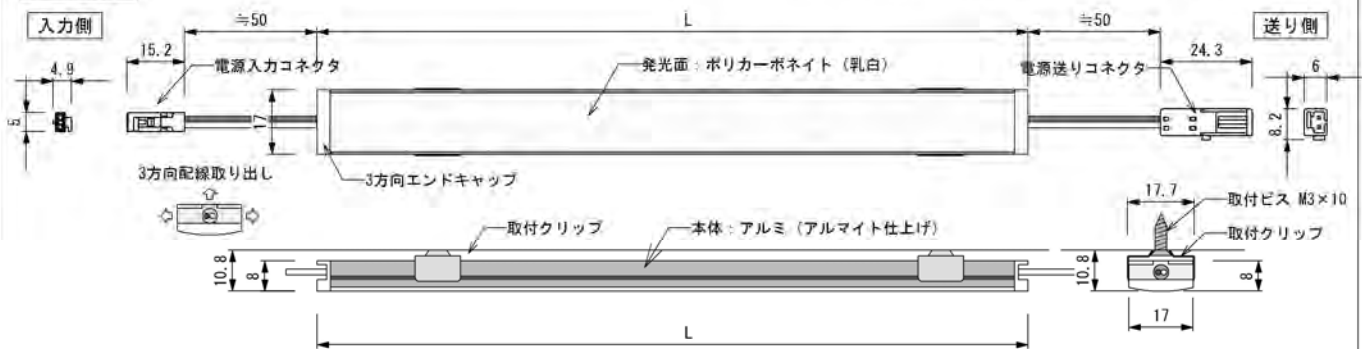 入力側
≒50
L
≒50
送り側
15.2
電源入力コネクタ
発光面：ポリカーボネイト（乳白）
電源送りコネクタ
24.3
6
4.9
5
17
8.2
3方向配線取り出し
3方向エンドキャップ
17.7
取付ビス M3×10
取付クリップ
本体：アルミ（アルマイト仕上げ）
取付クリップ
10.8
8
10.8
8
17
L